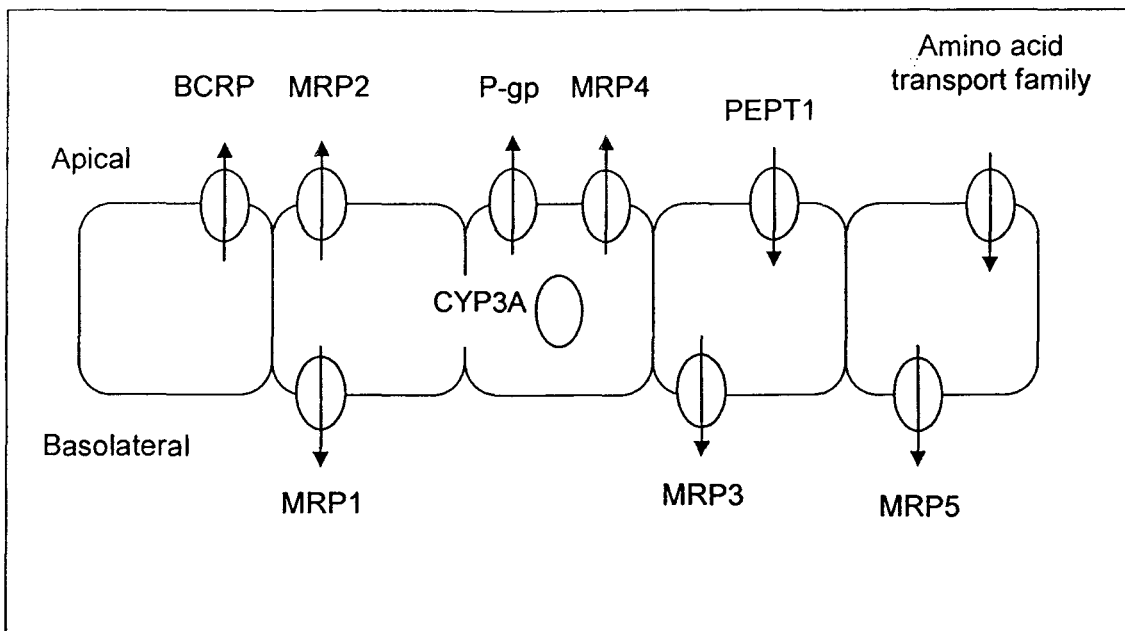 Amino acid
transport family
BCRP
MRP2
P-gp
MRP4
PEPT1
Apical
CYP3A
Basolateral
MRP1
MRP3
MRP5